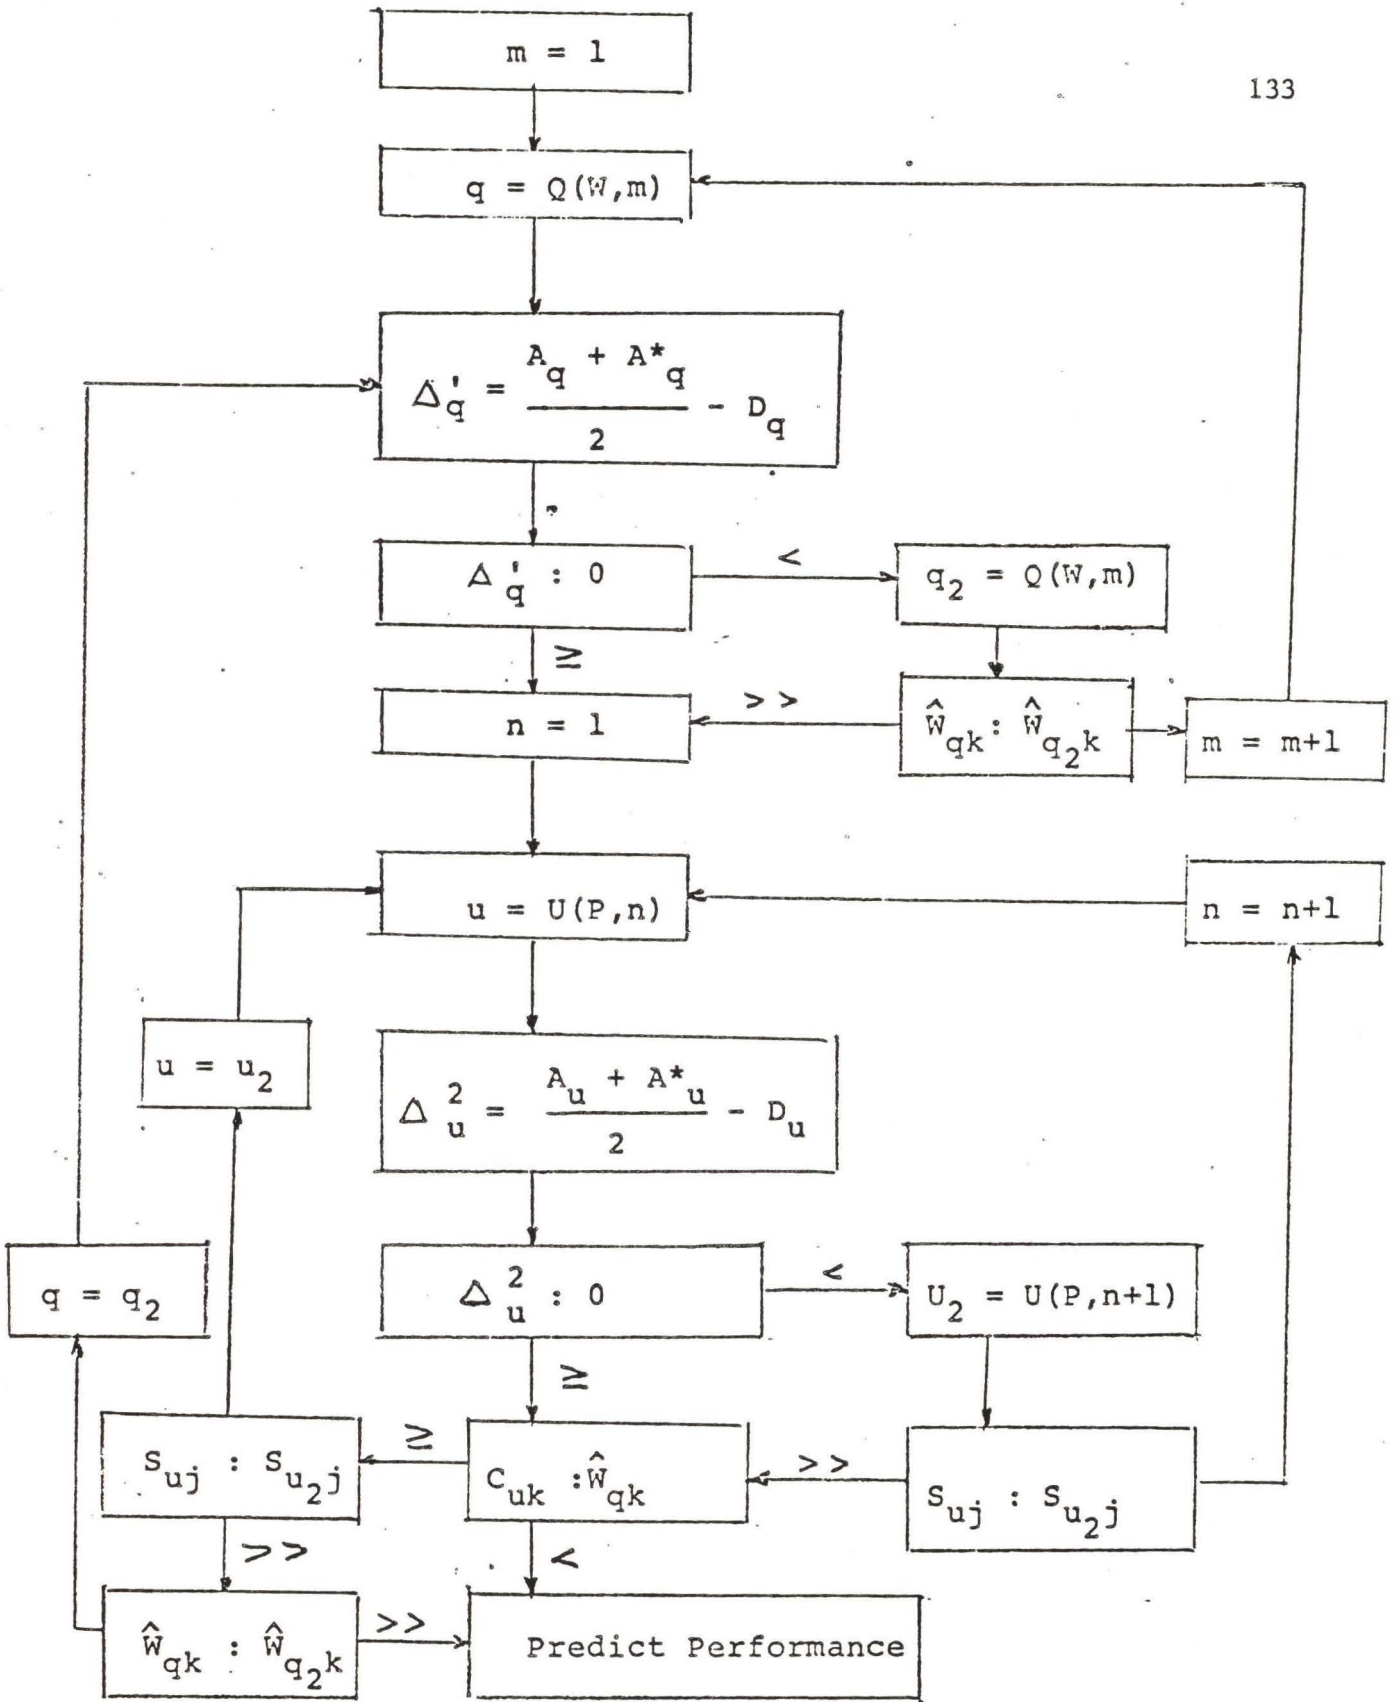 m = 1
133
q = Q(W,m)
Δ'q = (Aq + A*q)/2 - Dq
Δ'q : 0
<
q2 = Q(W,m)
≥
n = 1
>>
Ŵqk : Ŵq2k
m = m+1
u = U(P,n)
n = n+1
u = u2
Δ²u = (Au + A*u)/2 - Du
q = q2
Δ²u : 0
<
U2 = U(P,n+1)
≥
Suj : Su2j
≥
Cuk : Ŵqk
>>
Suj : Su2j
>>
<
Ŵqk : Ŵq2k
>>
Predict Performance